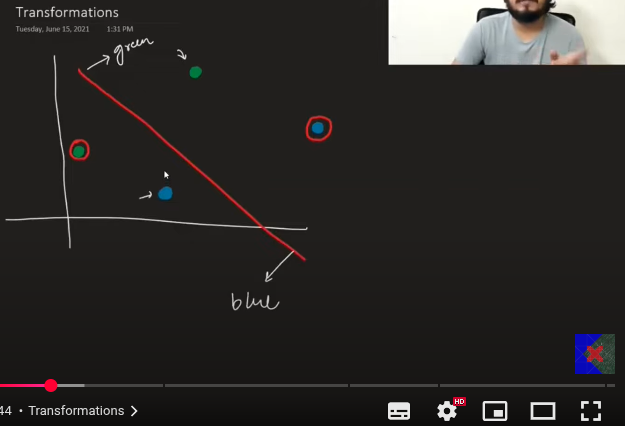 Transformations
Tuesday, June 15, 2021 1:31 PM
green
blue
HD
44 • Transformations